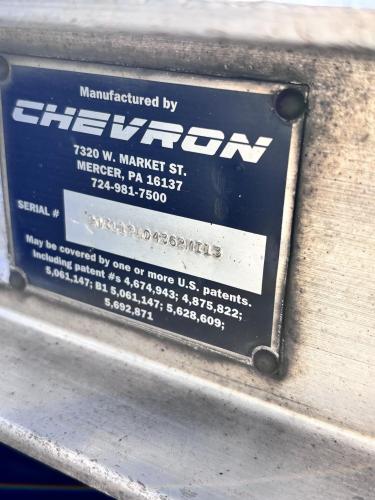 Manufactured by
CHEVRON
7320 W. MARKET ST.
MERCER, PA 16137
724-981-7500
SERIAL #
May be covered by one or more U.S. patents.
Including patent #s 4,674,943; 4,875,822;
5,061,147; B1 5,061,147; 5,628,609;
5,692,871